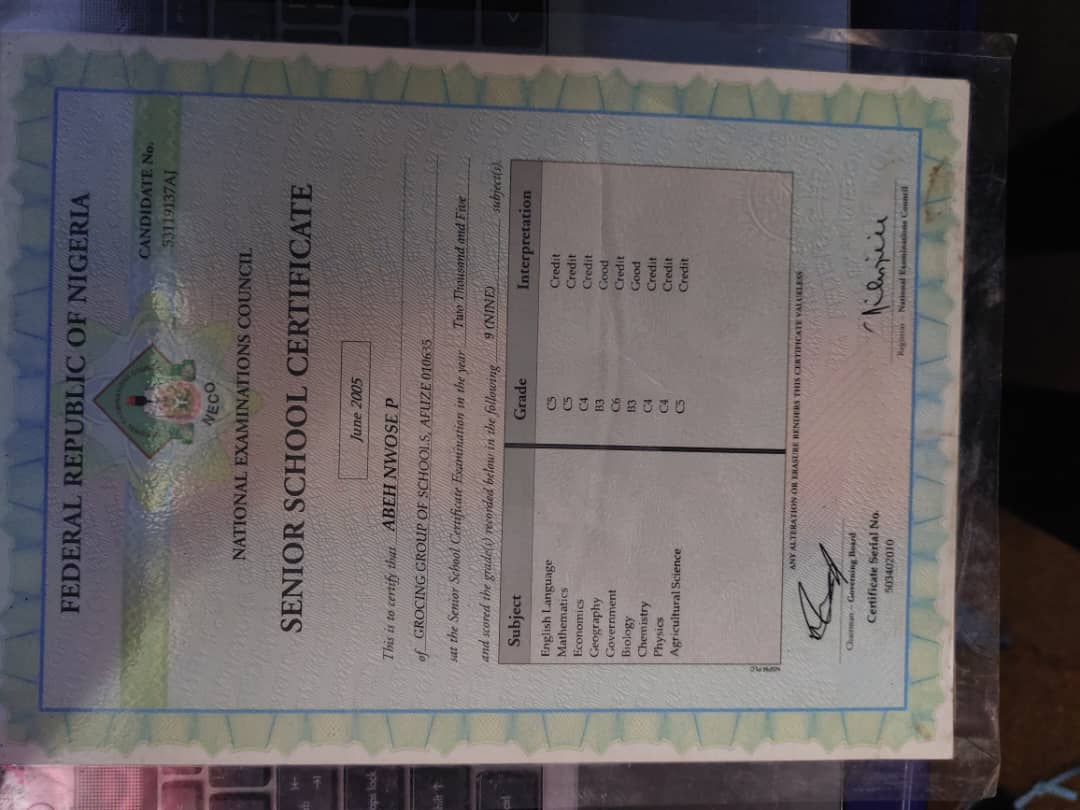 FEDERAL REPUBLIC OF NIGERIA
CANDIDATE No.
53119137AJ
NECO
NATIONAL EXAMINATIONS COUNCIL
SENIOR SCHOOL CERTIFICATE
June 2005
This is to certify that ABEH NWOSE P
of GROCING GROUP OF SCHOOLS, AFUZE 010635
sat the Senior School Certificate Examination in the year Two Thousand and Five
and scored the grade(s) recorded below in the following 9 (NINE) subject(s).
Subject Grade Interpretation
English Language C5 Credit
Mathematics C5 Credit
Economics C4 Credit
Geography B3 Good
Government C6 Credit
Biology B3 Good
Chemistry C4 Credit
Physics C4 Credit
Agricultural Science C5 Credit
NSPM PLC
ANY ALTERATION OR ERASURE RENDERS THIS CERTIFICATE VALUELESS
Chairman – Governing Board
Registrar National Examinations Council
Certificate Serial No.
503402010